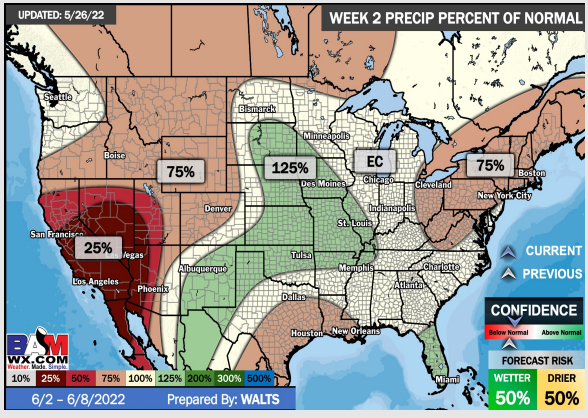 UPDATED: 5/26/22
WEEK 2 PRECIP PERCENT OF NORMAL
Seattle
Bismarck
Minneapolis
Boise
75%
125%
EC
75%
Boston
Des Moines
Chicago
Cleveland
New York City
Denver
Indianapolis
St. Louis
San Francisco
25%
Vegas
Tulsa
Albuquerque
Memphis
Charlotte
Los Angeles
Phoenix
Atlanta
Dallas
Houston
New Orleans
Miami
CURRENT
PREVIOUS
CONFIDENCE
Below Normal
Above Normal
FORECAST RISK
WETTER
DRIER
50%
50%
BAM
WX.COM
Weather. Made. Simple.
10% 25% 50% 75% 100% 125% 200% 300% 500%
6/2 – 6/8/2022
Prepared By: WALTS